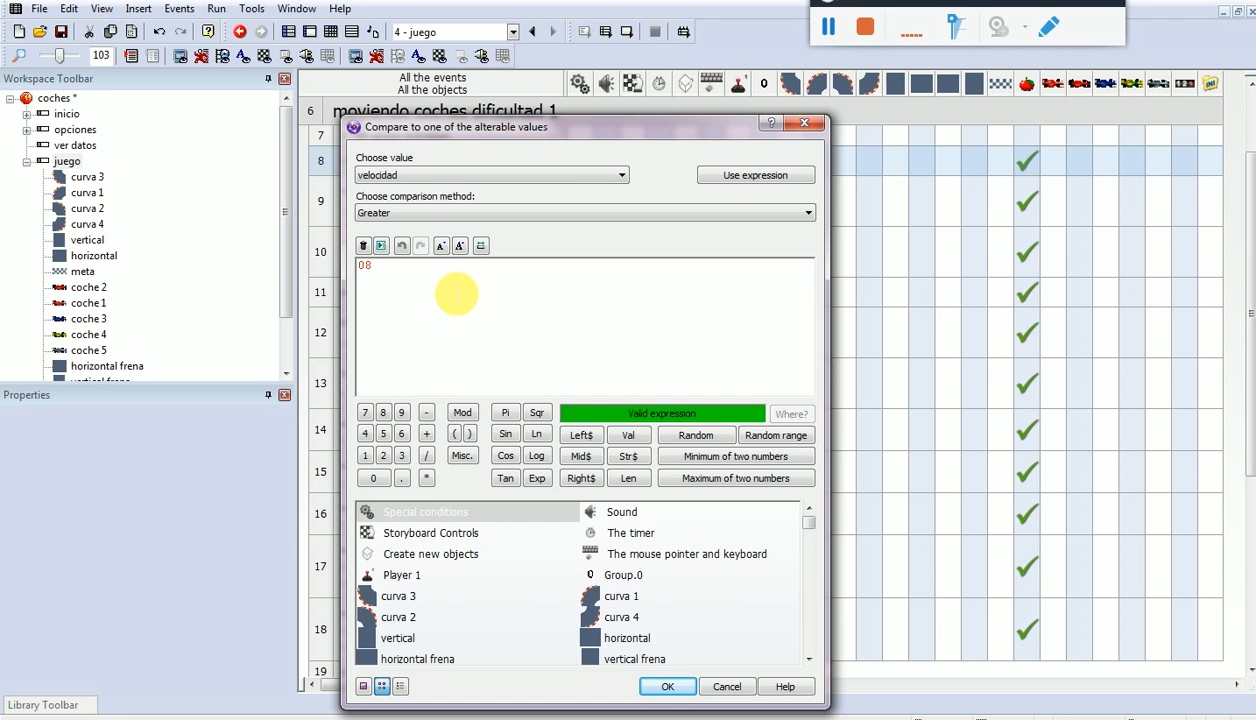 File Edit View Insert Events Run Tools Window Help
4 - juego
103
Workspace Toolbar
coches *
inicio
opciones
ver datos
juego
curva 3
curva 1
curva 2
curva 4
vertical
horizontal
meta
coche 2
coche 1
coche 3
coche 4
coche 5
horizontal frena
Properties
Library Toolbar
All the events
All the objects
6 moviendo coches dificultad 1
7
8
9
10
11
12
13
14
15
16
17
18
19
Compare to one of the alterable values
Choose value
velocidad
Use expression
Choose comparison method:
Greater
08
7 8 9 - Mod Pi Sqr Valid expression Where?
4 5 6 + ( ) Sin Ln Left$ Val Random Random range
1 2 3 / Misc. Cos Log Mid$ Str$ Minimum of two numbers
0 . * Tan Exp Right$ Len Maximum of two numbers
Special conditions Sound
Storyboard Controls The timer
Create new objects The mouse pointer and keyboard
Player 1 Group.0
curva 3 curva 1
curva 2 curva 4
vertical horizontal
horizontal frena vertical frena
OK Cancel Help